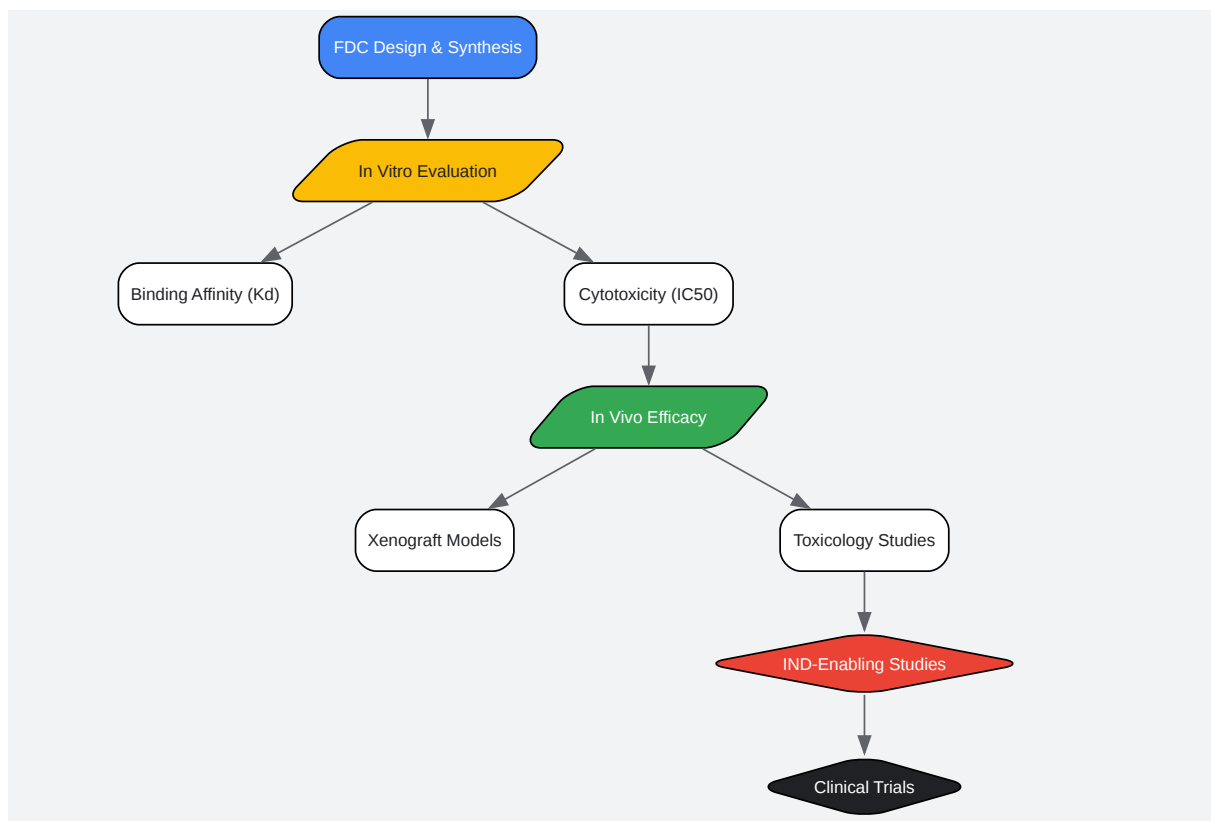 FDC Design & Synthesis
In Vitro Evaluation
Binding Affinity (Kd)
Cytotoxicity (IC50)
In Vivo Efficacy
Xenograft Models
Toxicology Studies
IND-Enabling Studies
Clinical Trials